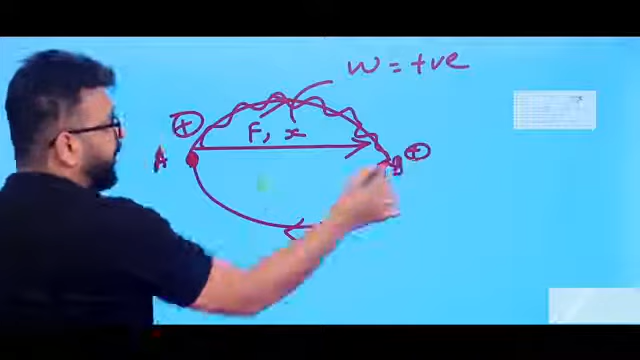 W = +ve
+
F, x
A
B +